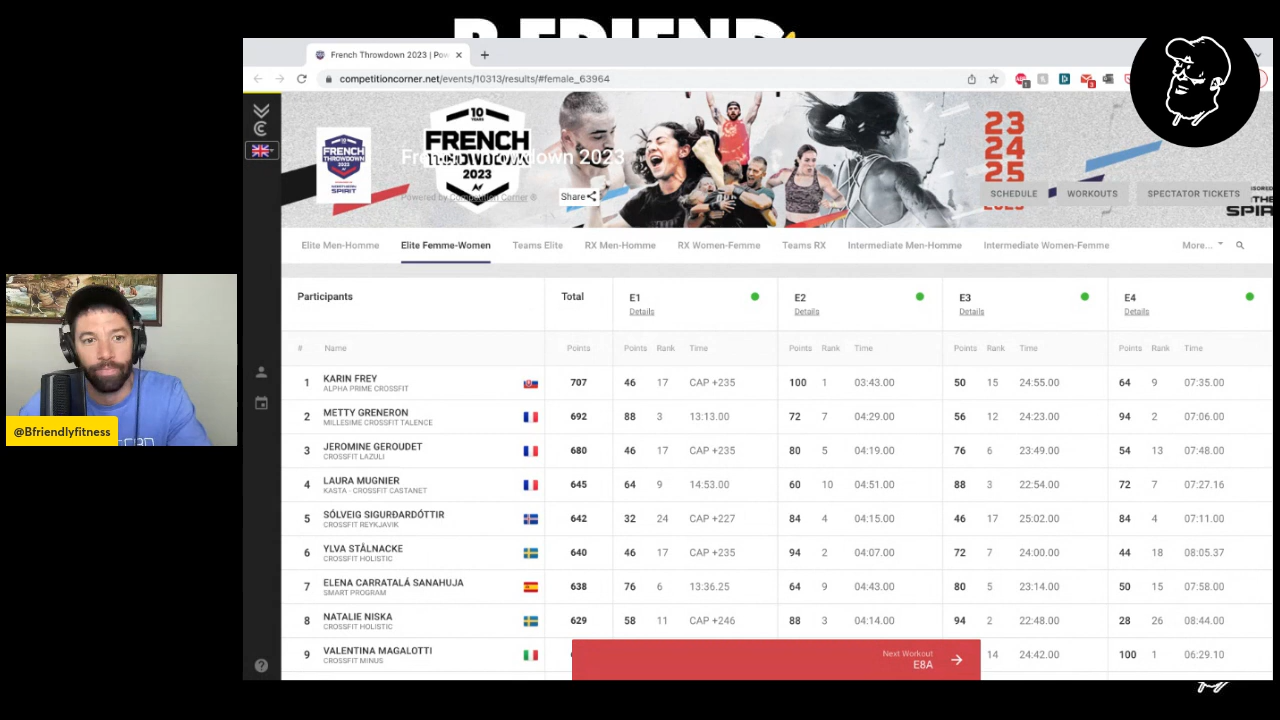 B.FRIEND
French Throwdown 2023 | Pow
competitioncorner.net/events/10313/results/#female_63964
10 YEARS
FRENCH
THROWDOWN
2023
French Throwdown 2023
Powered by Competition Corner ®
Share
23
24
25
SCHEDULE
WORKOUTS
SPECTATOR TICKETS
SPIR
Elite Men-Homme
Elite Femme-Women
Teams Elite
RX Men-Homme
RX Women-Femme
Teams RX
Intermediate Men-Homme
Intermediate Women-Femme
More...
Participants Total E1 E2 E3 E4
Details Details Details Details
# Name Points Points Rank Time Points Rank Time Points Rank Time Points Rank Time
1 KARIN FREY 707 46 17 CAP +235 100 1 03:43.00 50 15 24:55.00 64 9 07:35.00
ALPHA PRIME CROSSFIT
2 METTY GRENERON 692 88 3 13:13.00 72 7 04:29.00 56 12 24:23.00 94 2 07:06.00
MILLESIME CROSSFIT TALENCE
3 JEROMINE GEROUDET 680 46 17 CAP +235 80 5 04:19.00 76 6 23:49.00 54 13 07:48.00
CROSSFIT LAZULI
4 LAURA MUGNIER 645 64 9 14:53.00 60 10 04:51.00 88 3 22:54.00 72 7 07:27.16
KASTA - CROSSFIT CASTANET
5 SÓLVEIG SIGURÐARDÓTTIR 642 32 24 CAP +227 84 4 04:15.00 46 17 25:02.00 84 4 07:11.00
CROSSFIT REYKJAVIK
6 YLVA STÅLNACKE 640 46 17 CAP +235 94 2 04:07.00 72 7 24:00.00 44 18 08:05.37
CROSSFIT HOLISTIC
7 ELENA CARRATALÁ SANAHUJA 638 76 6 13:36.25 64 9 04:43.00 80 5 23:14.00 50 15 07:58.00
SMART PROGRAM
8 NATALIE NISKA 629 58 11 CAP +246 88 3 04:14.00 94 2 22:48.00 28 26 08:44.00
CROSSFIT HOLISTIC
9 VALENTINA MAGALOTTI 14 24:42.00 100 1 06:29.10
CROSSFIT MINUS
Next Workout
E8A
@Bfriendlyfitness